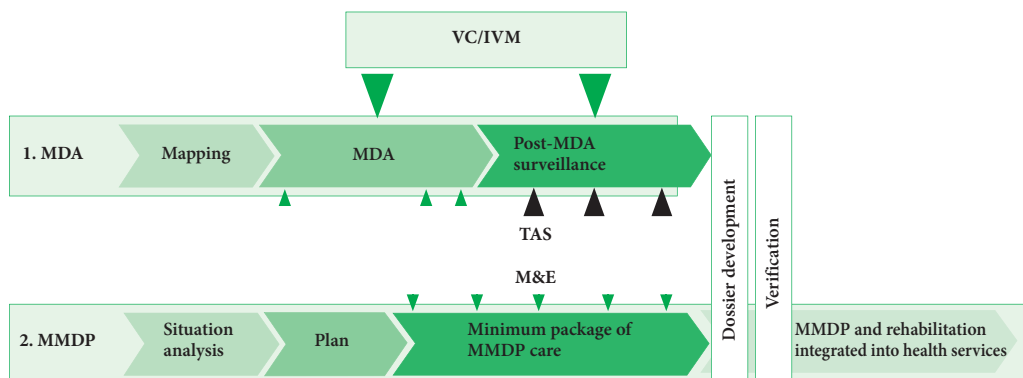 VC/IVM
1. MDA
Mapping
MDA
Post-MDA
surveillance
TAS
M&E
2. MMDP
Situation
analysis
Plan
Minimum package of
MMDP care
Dossier development
Verification
MMDP and rehabilitation
integrated into health services